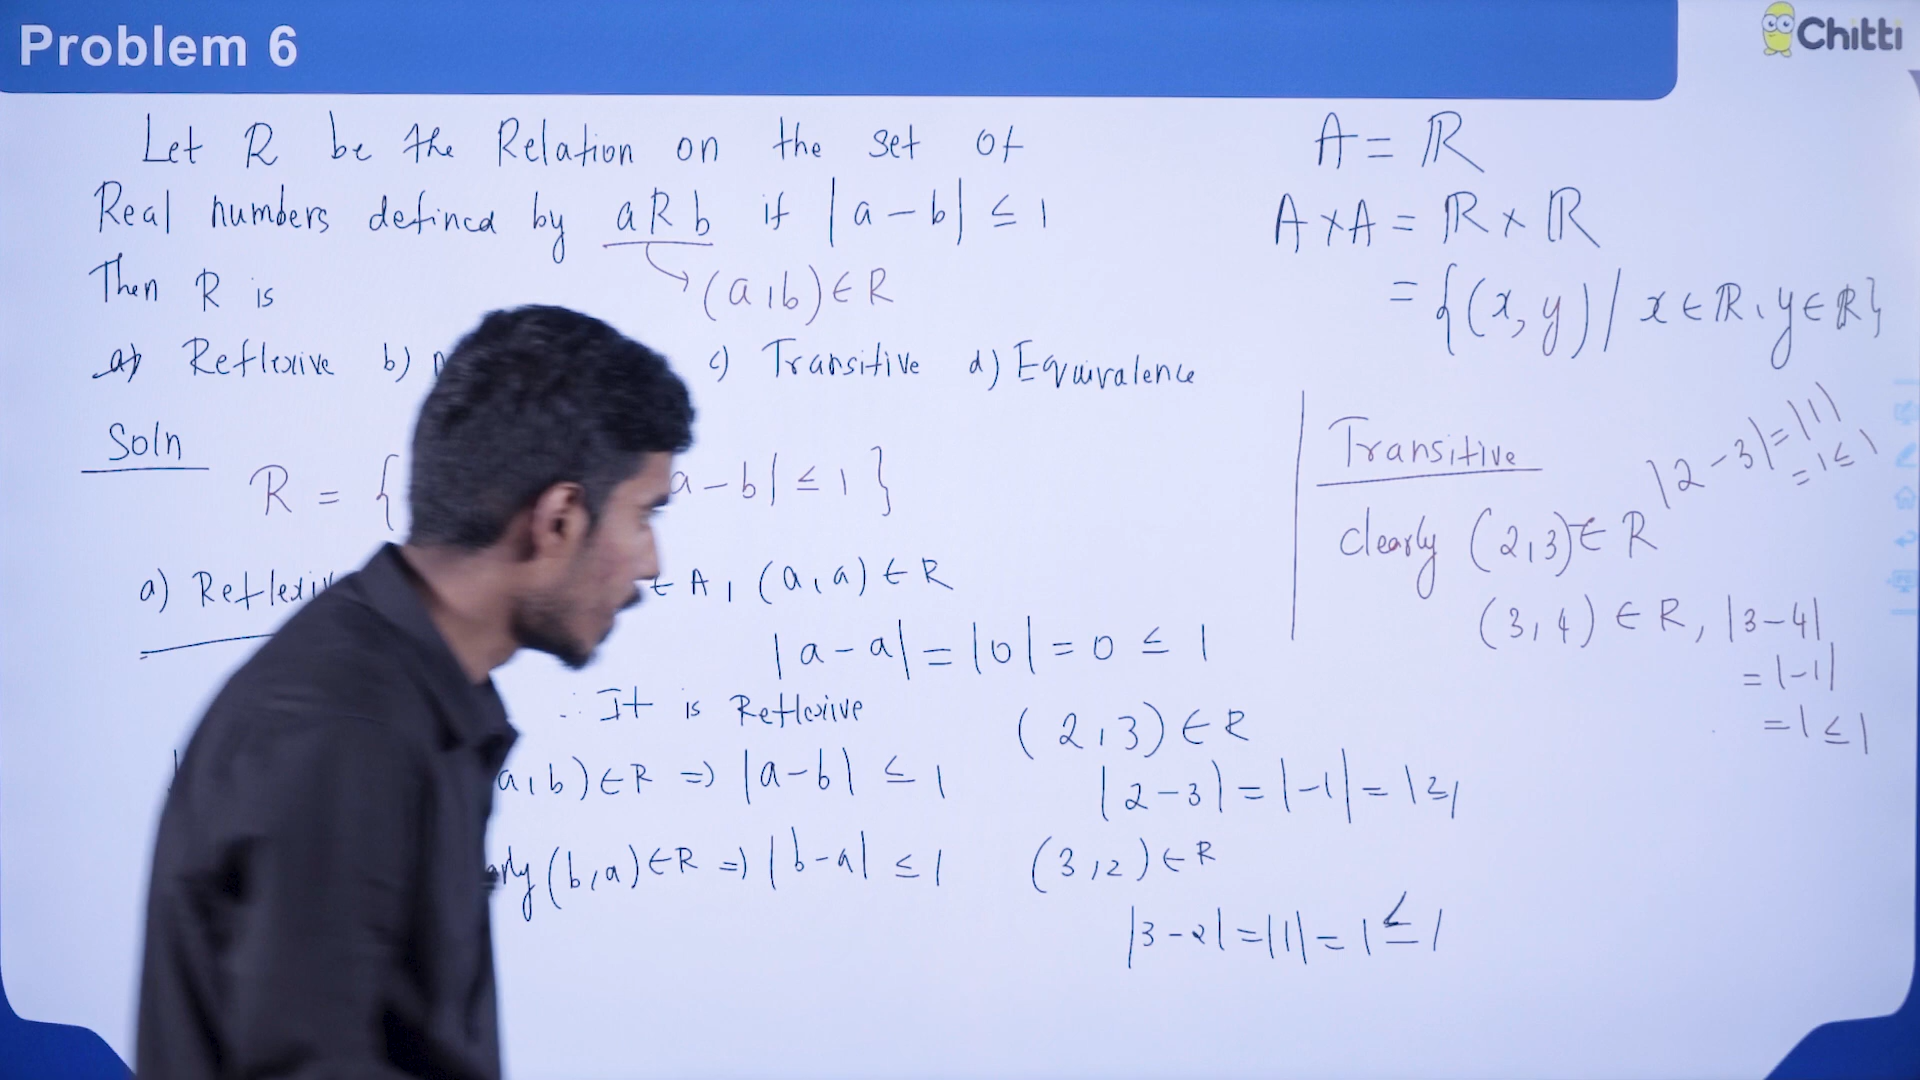 Problem 6
Chitti
Let R be the Relation on the set of
Real numbers defined by aRb if |a-b| ≤ 1
Then R is
(a,b)∈R
a) Reflexive b) c) Transitive d) Equivalence
Soln
R = { a-b| ≤ 1 }
a) Reflexi ∈ A, (a,a) ∈ R
|a-a| = |0| = 0 ≤ 1
∴ It is Reflexive
a,b)∈R ⇒ |a-b| ≤ 1
arly (b,a)∈R ⇒ |b-a| ≤ 1
(2,3) ∈ R
|2-3| = |-1| = 1≥1
(3,2) ∈ R
|3-2| = |1| = 1 ≤ 1
A = ℝ
A×A = ℝ×ℝ
= {(x,y) / x∈ℝ, y∈ℝ}
Transitive
|2-3| = |1|
= 1 ≤ 1
clearly (2,3)∈R
(3,4) ∈ R, |3-4|
= |-1|
= 1 ≤ 1